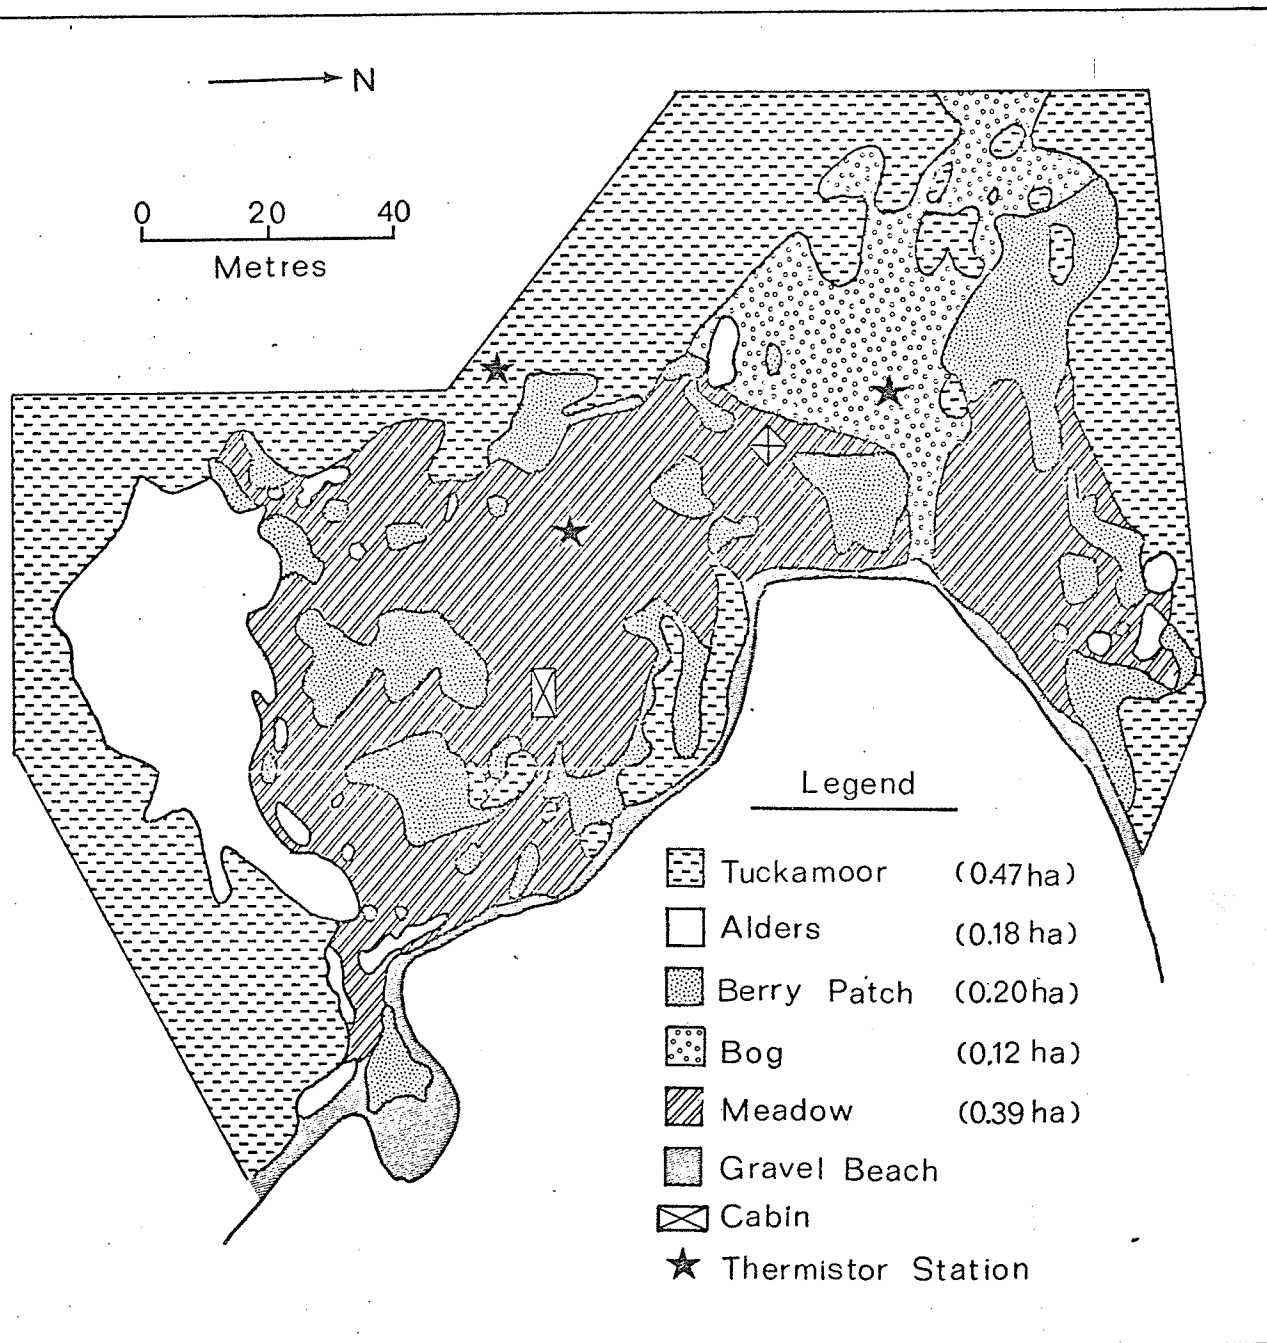 N
0 20 40
Metres
Legend
Tuckamoor (0.47 ha)
Alders (0.18 ha)
Berry Patch (0.20 ha)
Bog (0.12 ha)
Meadow (0.39 ha)
Gravel Beach
Cabin
Thermistor Station